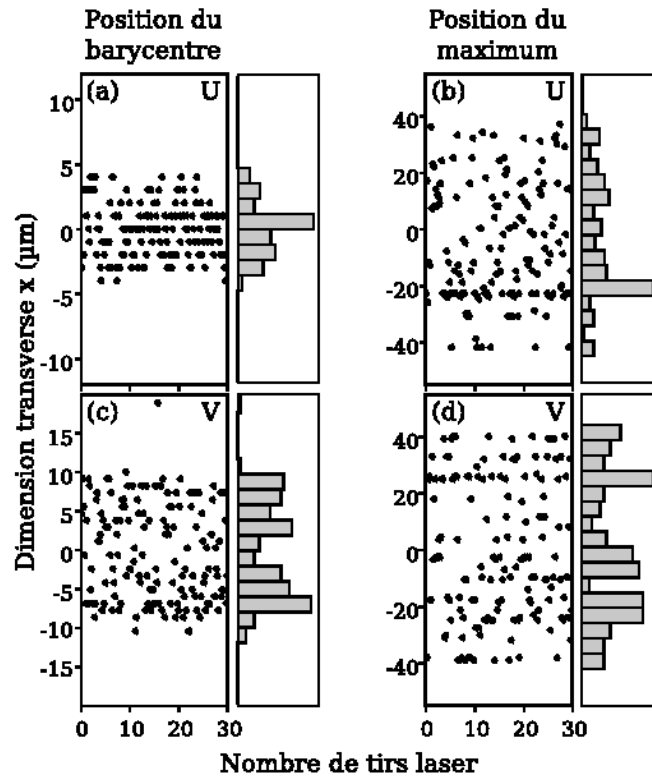 Position du
barycentre
Position du
maximum
Dimension transverse x (µm)
(a) U
10
5
0
-5
-10
(b) U
40
20
0
-20
-40
(c) V
15
10
5
0
-5
-10
-15
0 10 20 30
(d) V
40
20
0
-20
-40
0 10 20 30
Nombre de tirs laser